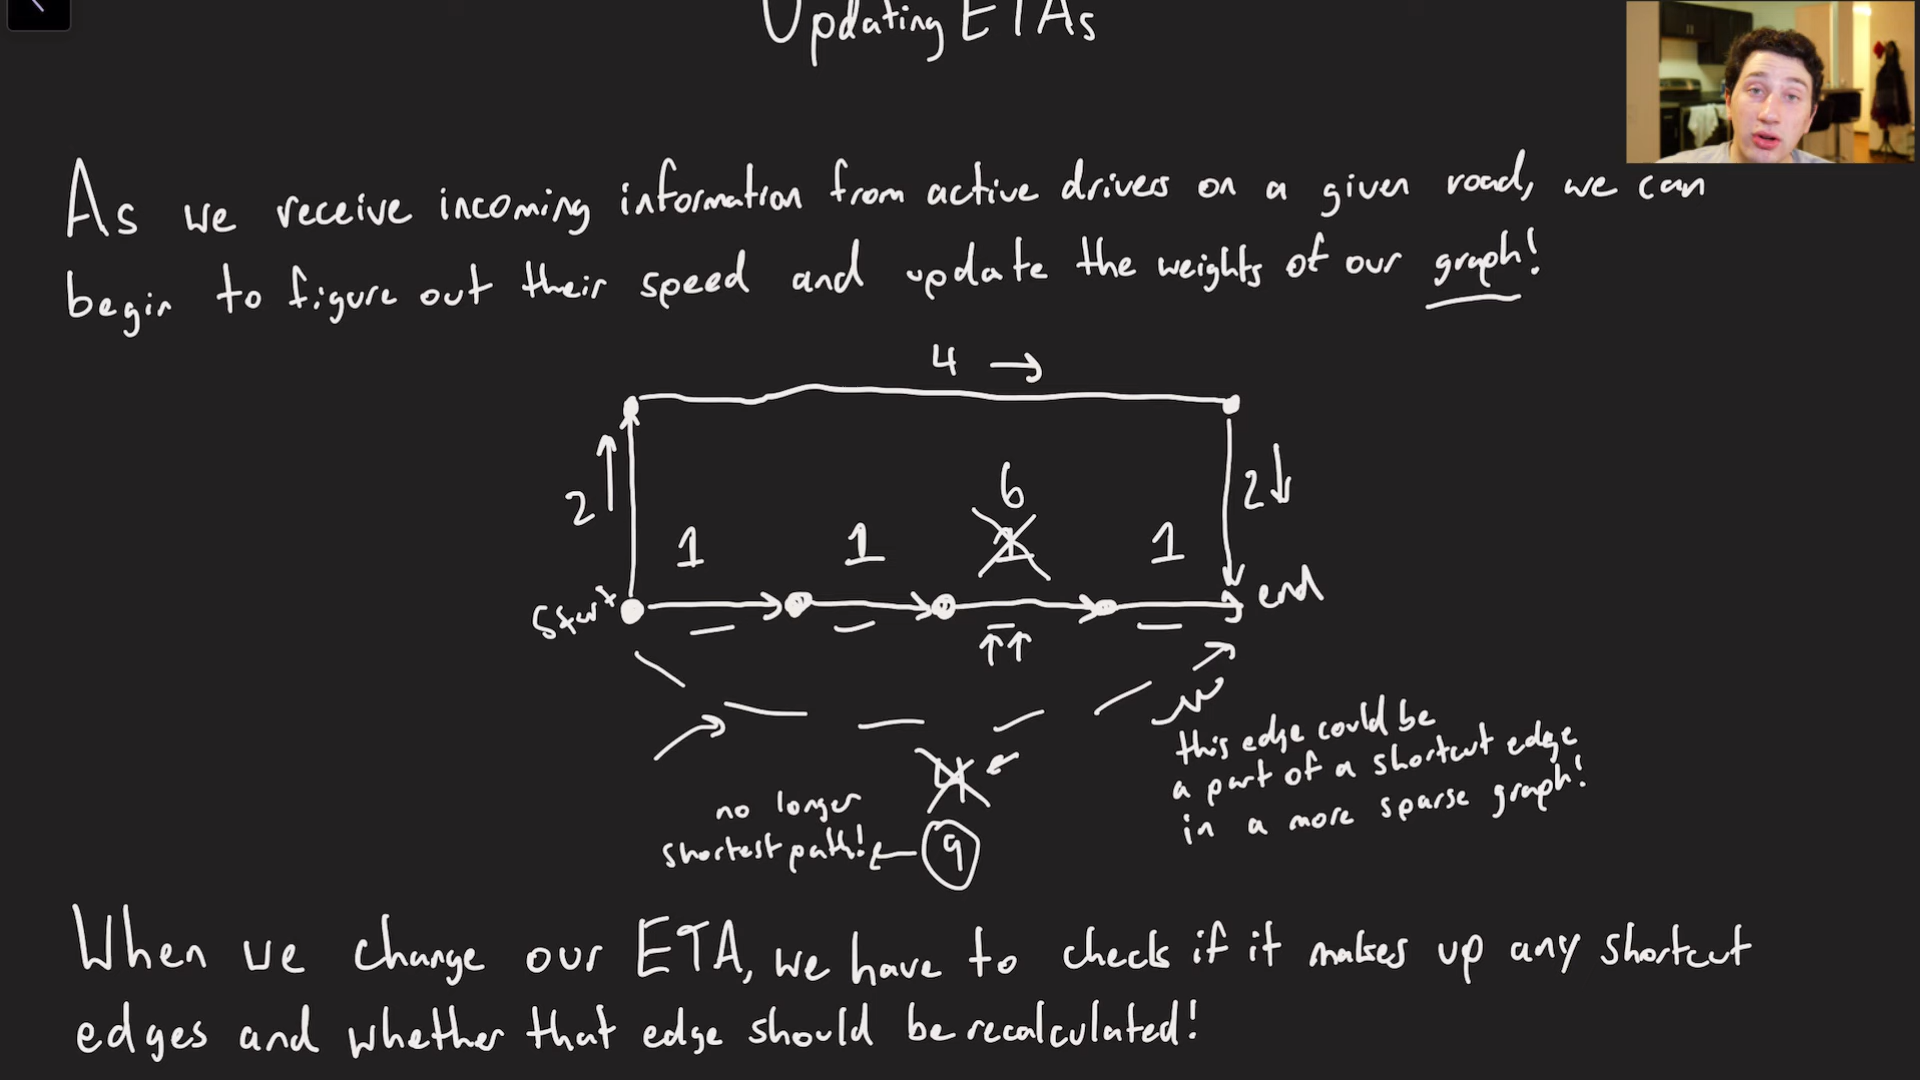 Updating ETAs
As we receive incoming information from active drivers on a given road, we can
begin to figure out their speed and update the weights of our graph!
4 →
6
2
2
1
1
1
1
start
end
4
9
no longer
shortest path!
this edge could be
a part of a shortcut edge
in a more sparse graph!
When we change our ETA, we have to check if it makes up any shortcut
edges and whether that edge should be recalculated!